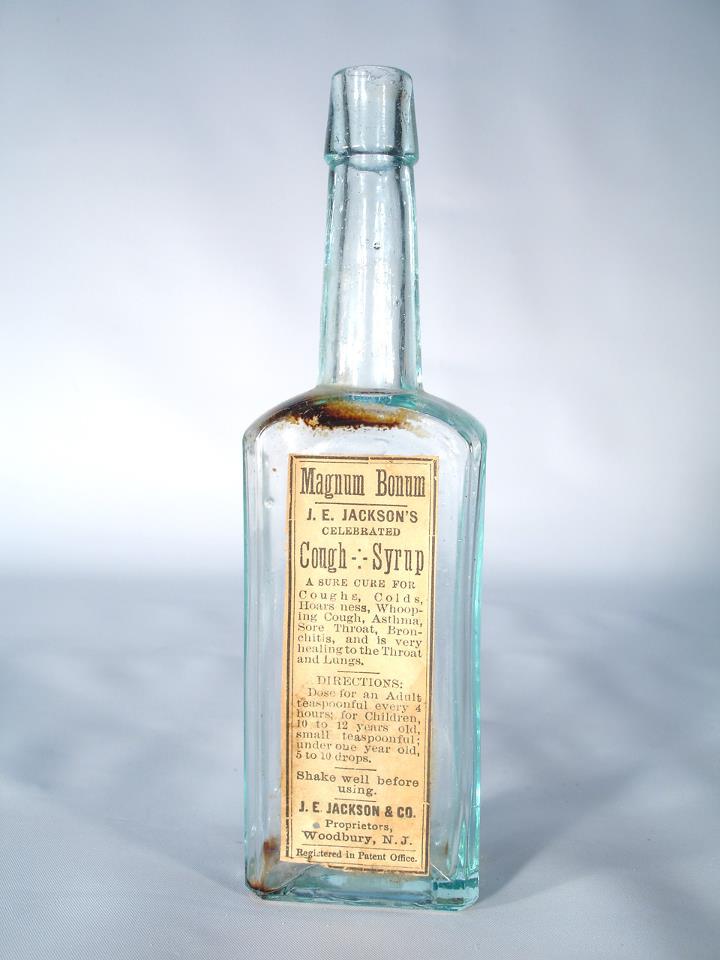 Magnum Bonum
J. E. JACKSON'S
CELEBRATED
Cough Syrup
A SURE CURE FOR
Coughs, Colds,
Hoars ness, Whoop-
ing Cough, Asthma,
Sore Throat, Bron-
chitis, and is very
healing to the Throat
and Lungs.
DIRECTIONS:
Dose for an Adult
teaspoonful every 4
hours; for Children,
10 to 12 years old,
small teaspoonful;
under one year old,
5 to 10 drops.
Shake well before
using.
J. E. JACKSON & CO.
Proprietors,
Woodbury, N. J.
Registered in Patent Office.